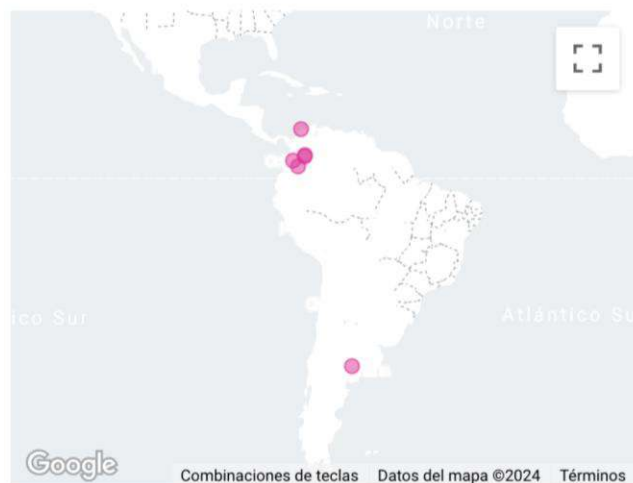 Norte
ico Sur
Atlántico Su
Google
Combinaciones de teclas Datos del mapa ©2024 Términos